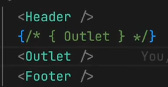 <Header />
{/* { Outlet } */}
<Outlet />    You,
<Footer />